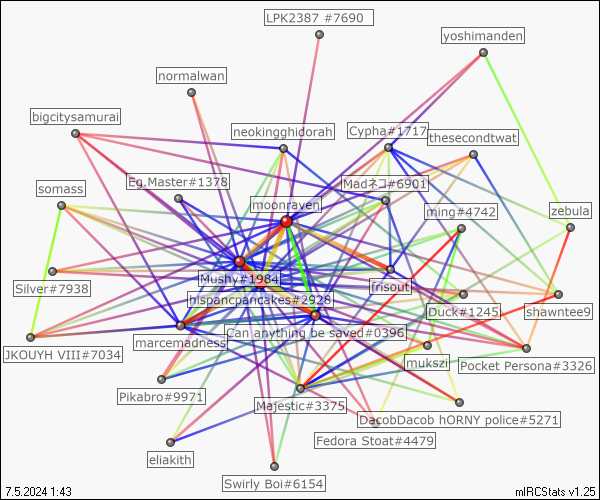 LPK2387 #7690
yoshimanden
normalwan
bigcitysamurai
neokingghidorah
Cypha#1717
thesecondtwat
Eg.Master#1378
Madネコ#6901
somass
moonraven
ming#4742
zebula
Mushy#1984
Silver#7938
frisout
hispancpancakes#2928
Duck#1245
shawntee9
Can anything be saved#0396
marcemadness
JKOUYH VIII#7034
mukszi
Pocket Persona#3326
Pikabro#9971
Majestic#3375
DacobDacob hORNY police#5271
Fedora Stoat#4479
eliakith
Swirly Boi#6154
7.5.2024 1:43
mIRCStats v1.25